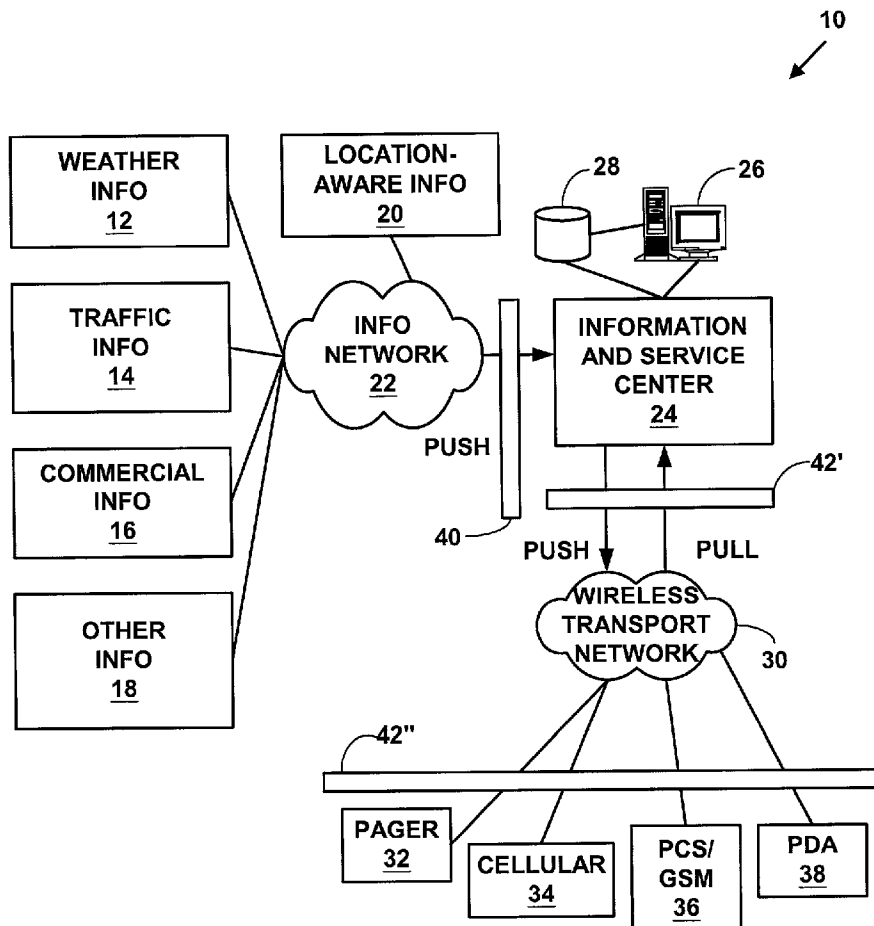 10
WEATHER
INFO
12
LOCATION-
AWARE INFO
20
28
26
TRAFFIC
INFO
14
INFO
NETWORK
22
INFORMATION
AND SERVICE
CENTER
24
PUSH
COMMERCIAL
INFO
16
42'
40
PUSH
PULL
OTHER
INFO
18
WIRELESS
TRANSPORT
NETWORK
30
42"
PAGER
32
CELLULAR
34
PCS/
GSM
36
PDA
38